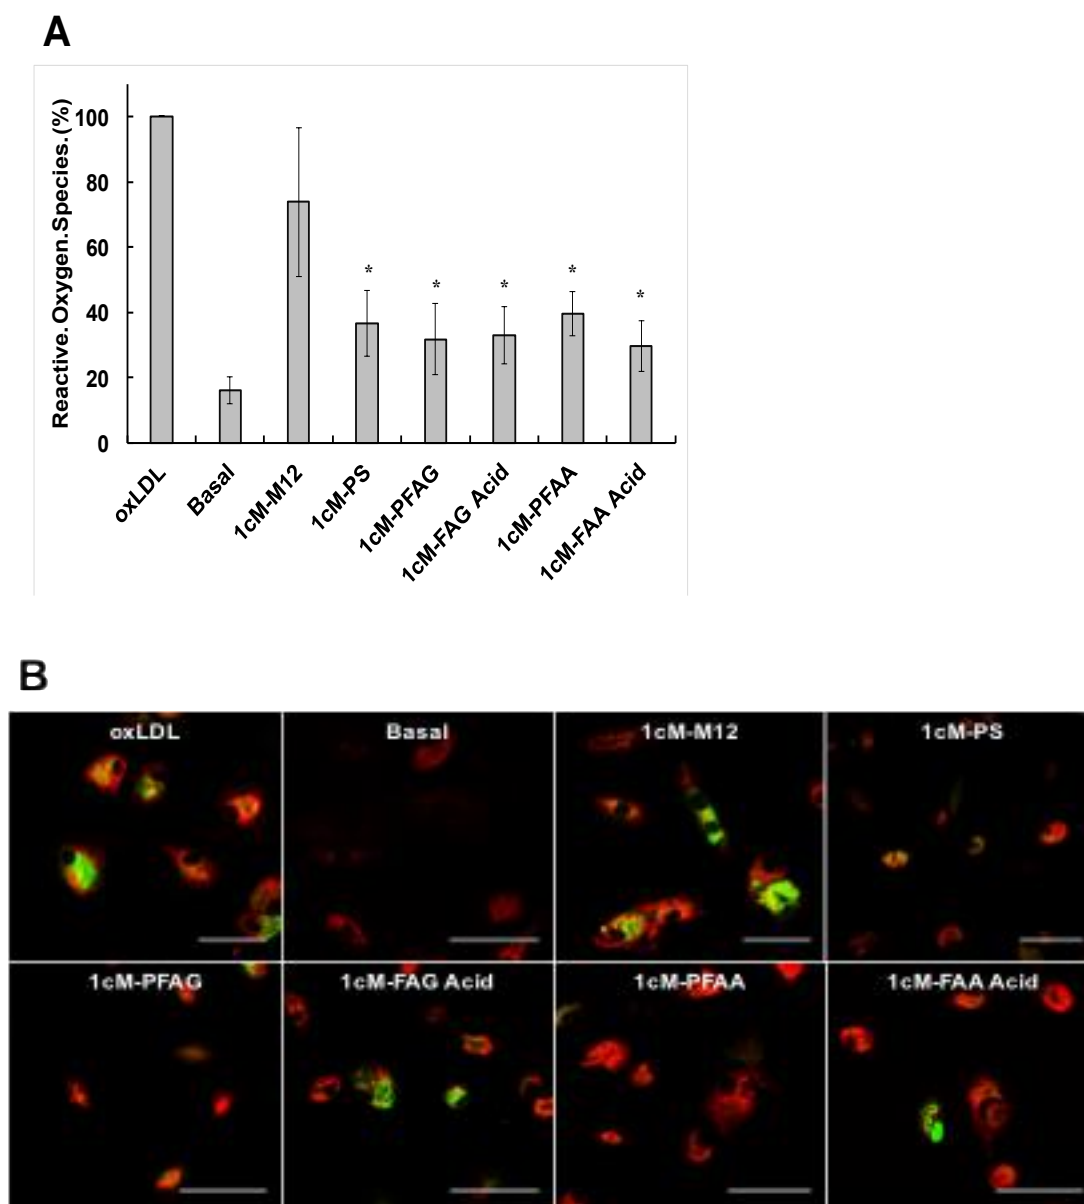 A
Reactive.Oxygen.Species.(%)
100
80
60
40
20
0
* * * * *
oxLDL Basal 1cM-M12 1cM-PS 1cM-PFAG 1cM-FAG Acid 1cM-PFAA 1cM-FAA Acid
B
oxLDL Basal 1cM-M12 1cM-PS
1cM-PFAG 1cM-FAG Acid 1cM-PFAA 1cM-FAA Acid